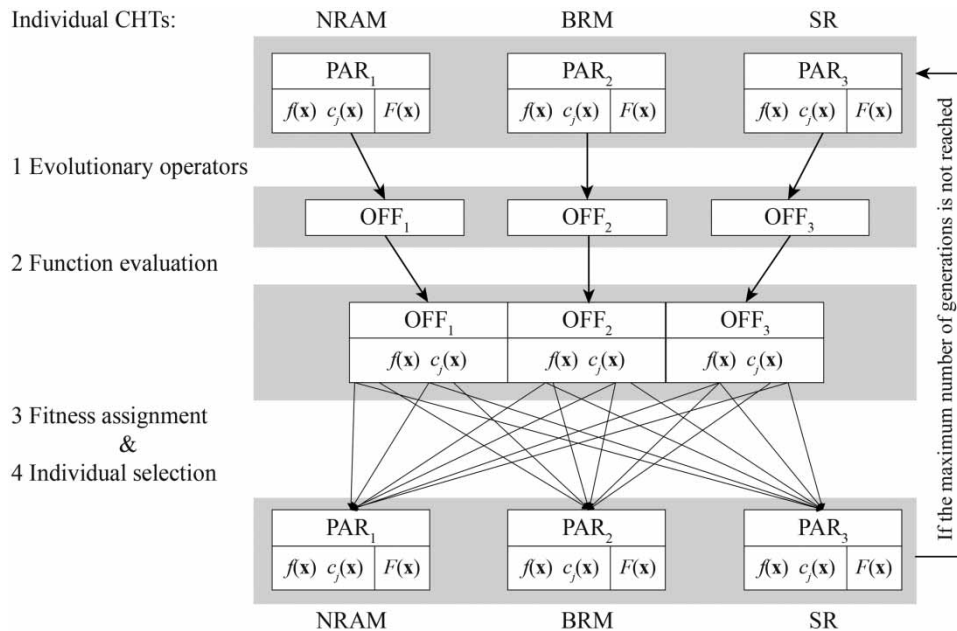 Individual CHTs: NRAM BRM SR
PAR₁ PAR₂ PAR₃
f(x) cⱼ(x) F(x) f(x) cⱼ(x) F(x) f(x) cⱼ(x) F(x)
1 Evolutionary operators
OFF₁ OFF₂ OFF₃
2 Function evaluation
OFF₁ OFF₂ OFF₃
f(x) cⱼ(x) f(x) cⱼ(x) f(x) cⱼ(x)
3 Fitness assignment
&
4 Individual selection
PAR₁ PAR₂ PAR₃
f(x) cⱼ(x) F(x) f(x) cⱼ(x) F(x) f(x) cⱼ(x) F(x)
NRAM BRM SR
If the maximum number of generations is not reached